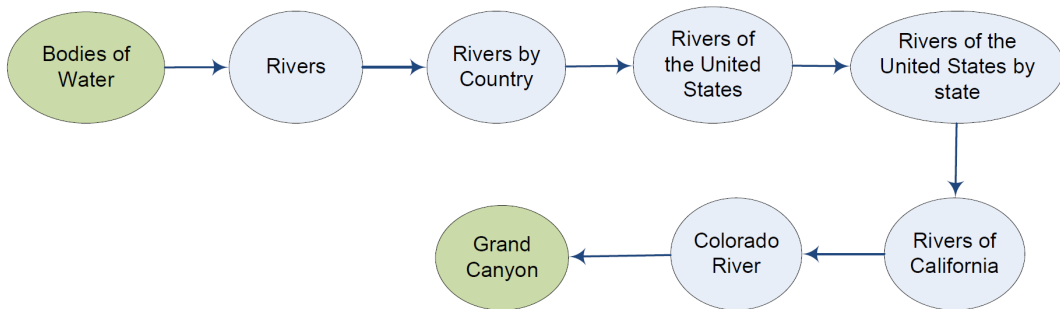 Bodies of
Water
Rivers
Rivers by
Country
Rivers of
the United
States
Rivers of the
United States by
state
Rivers of
California
Colorado
River
Grand
Canyon